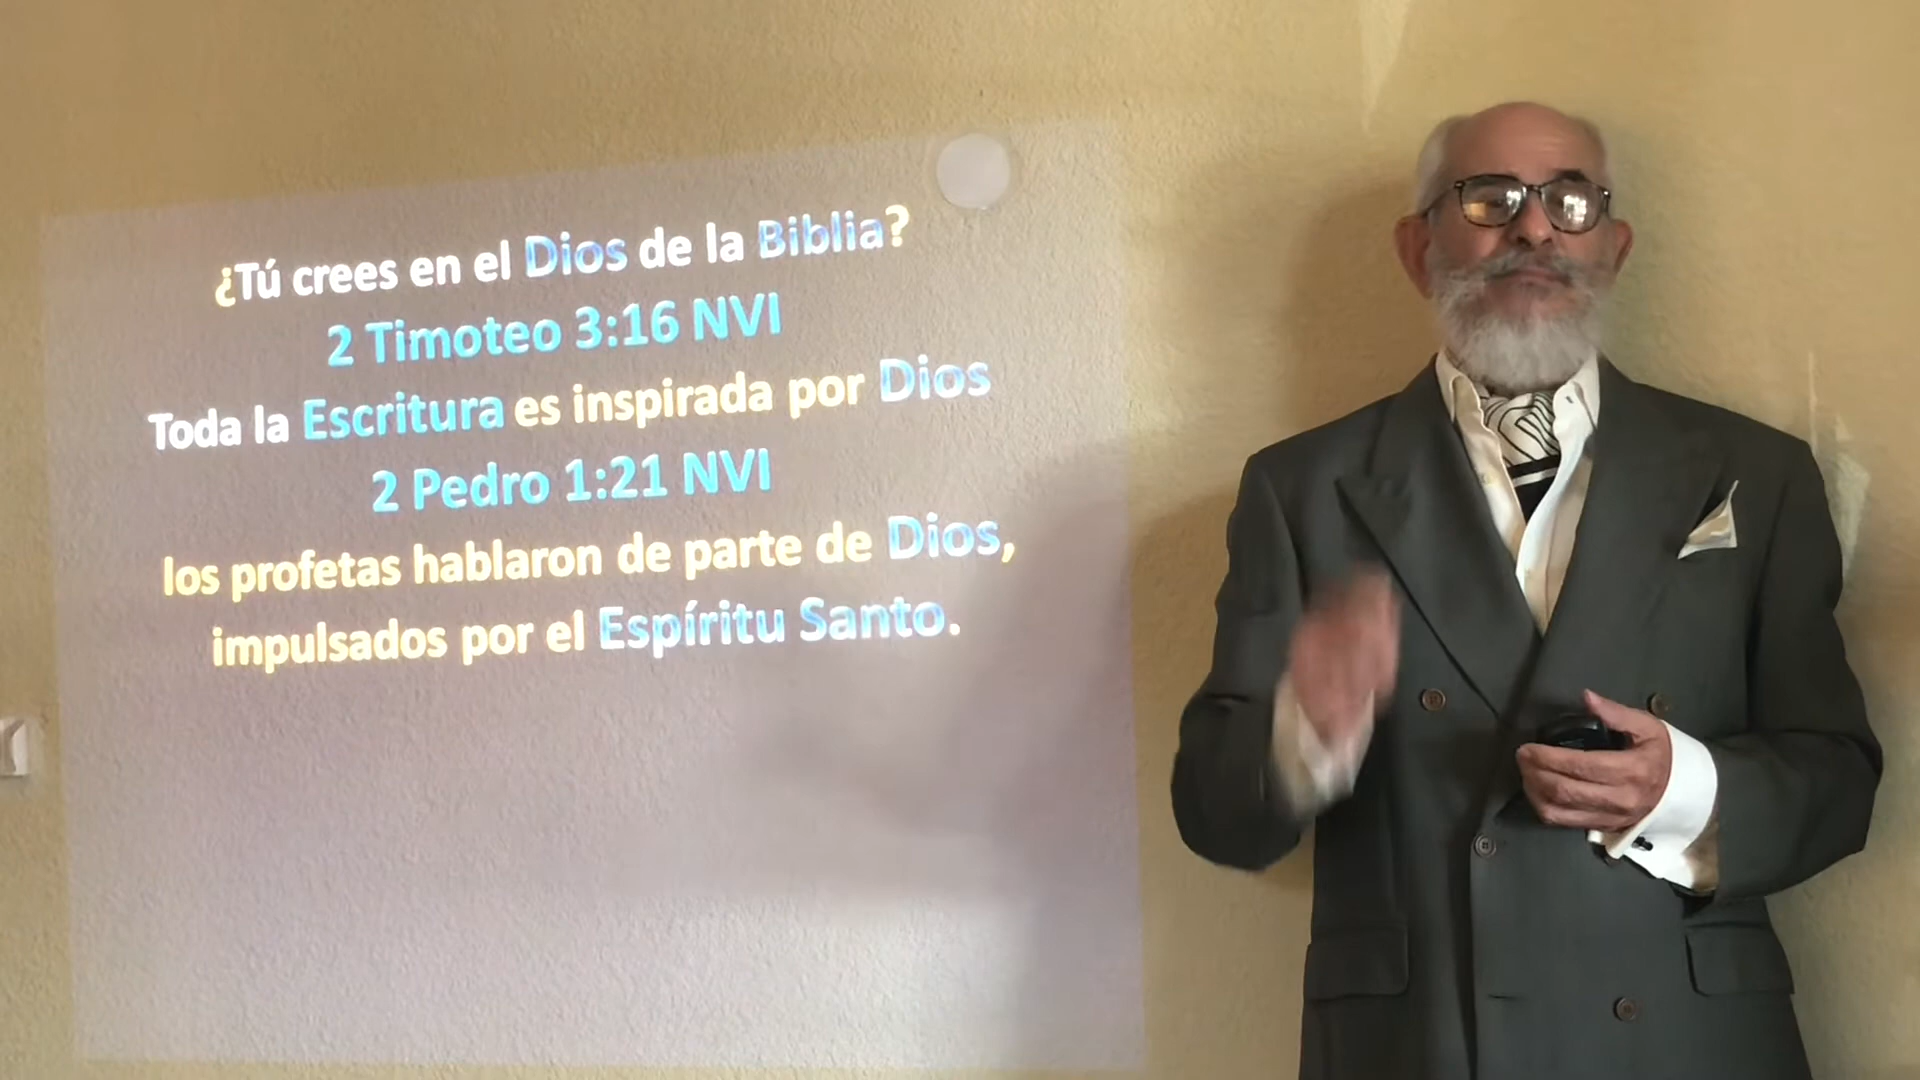 ¿Tú crees en el Dios de la Biblia?
2 Timoteo 3:16 NVI
Toda la Escritura es inspirada por Dios
2 Pedro 1:21 NVI
los profetas hablaron de parte de Dios,
impulsados por el Espíritu Santo.